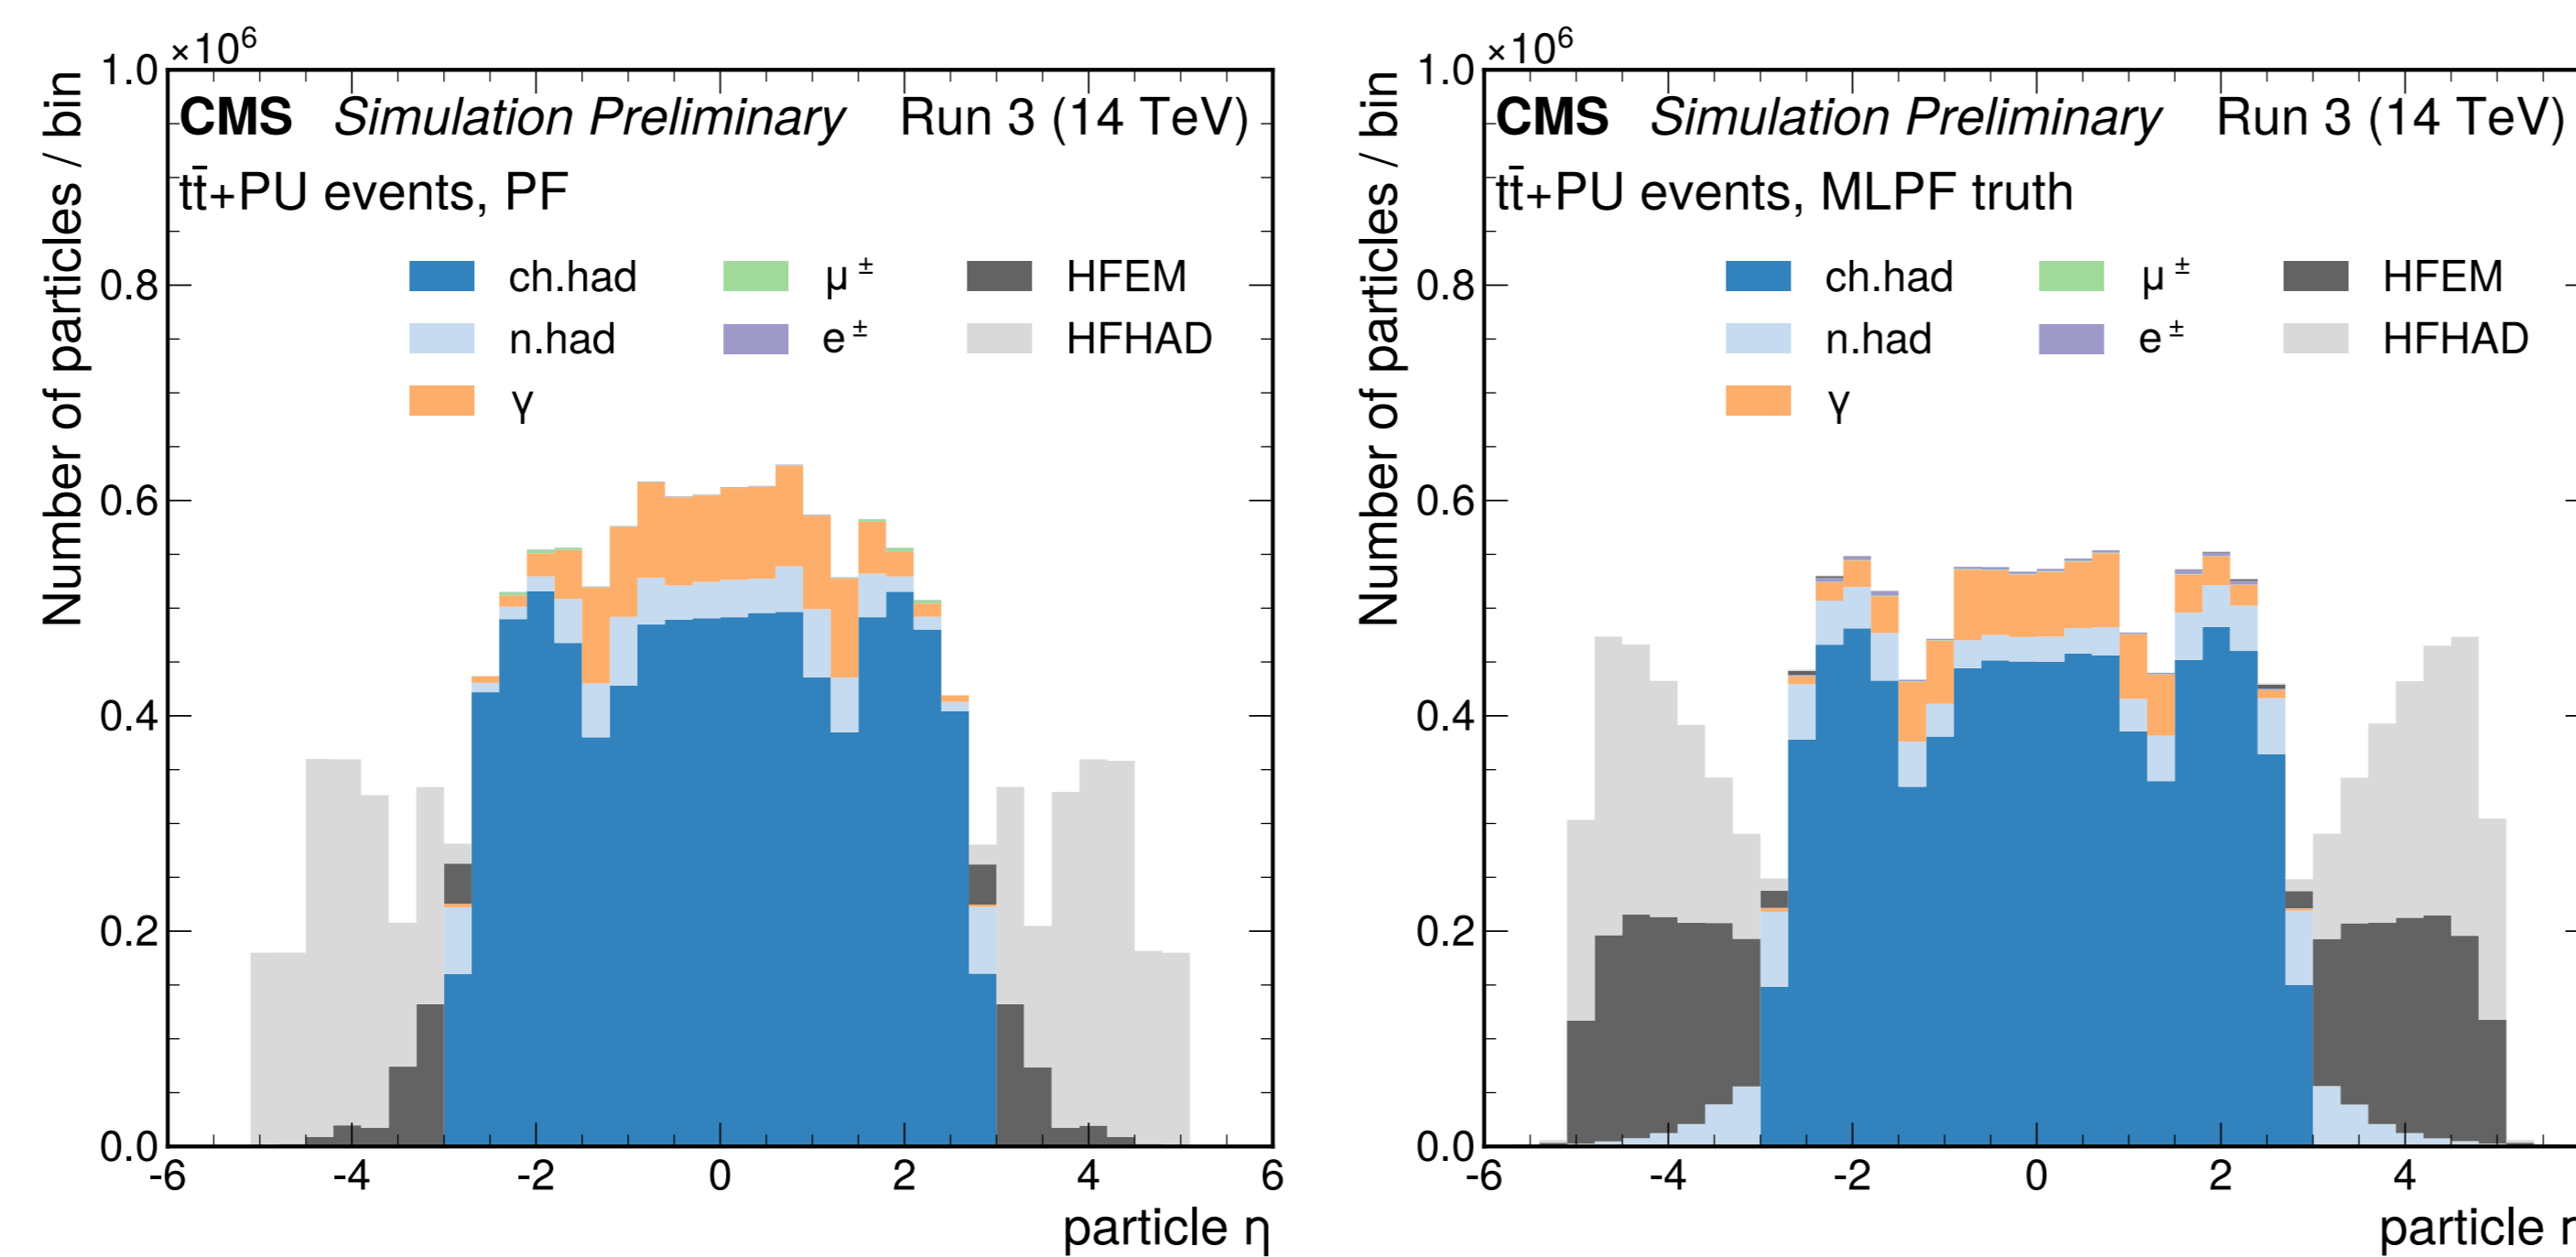 ×10⁶
CMS Simulation Preliminary Run 3 (14 TeV)
tt̄+PU events, PF
ch.had
n.had
γ
μ±
e±
HFEM
HFHAD
Number of particles / bin
1.0
0.8
0.6
0.4
0.2
0.0
-6 -4 -2 0 2 4 6
particle η
×10⁶
CMS Simulation Preliminary Run 3 (14 TeV)
tt̄+PU events, MLPF truth
ch.had
n.had
γ
μ±
e±
HFEM
HFHAD
Number of particles / bin
1.0
0.8
0.6
0.4
0.2
0.0
-6 -4 -2 0 2 4
particle